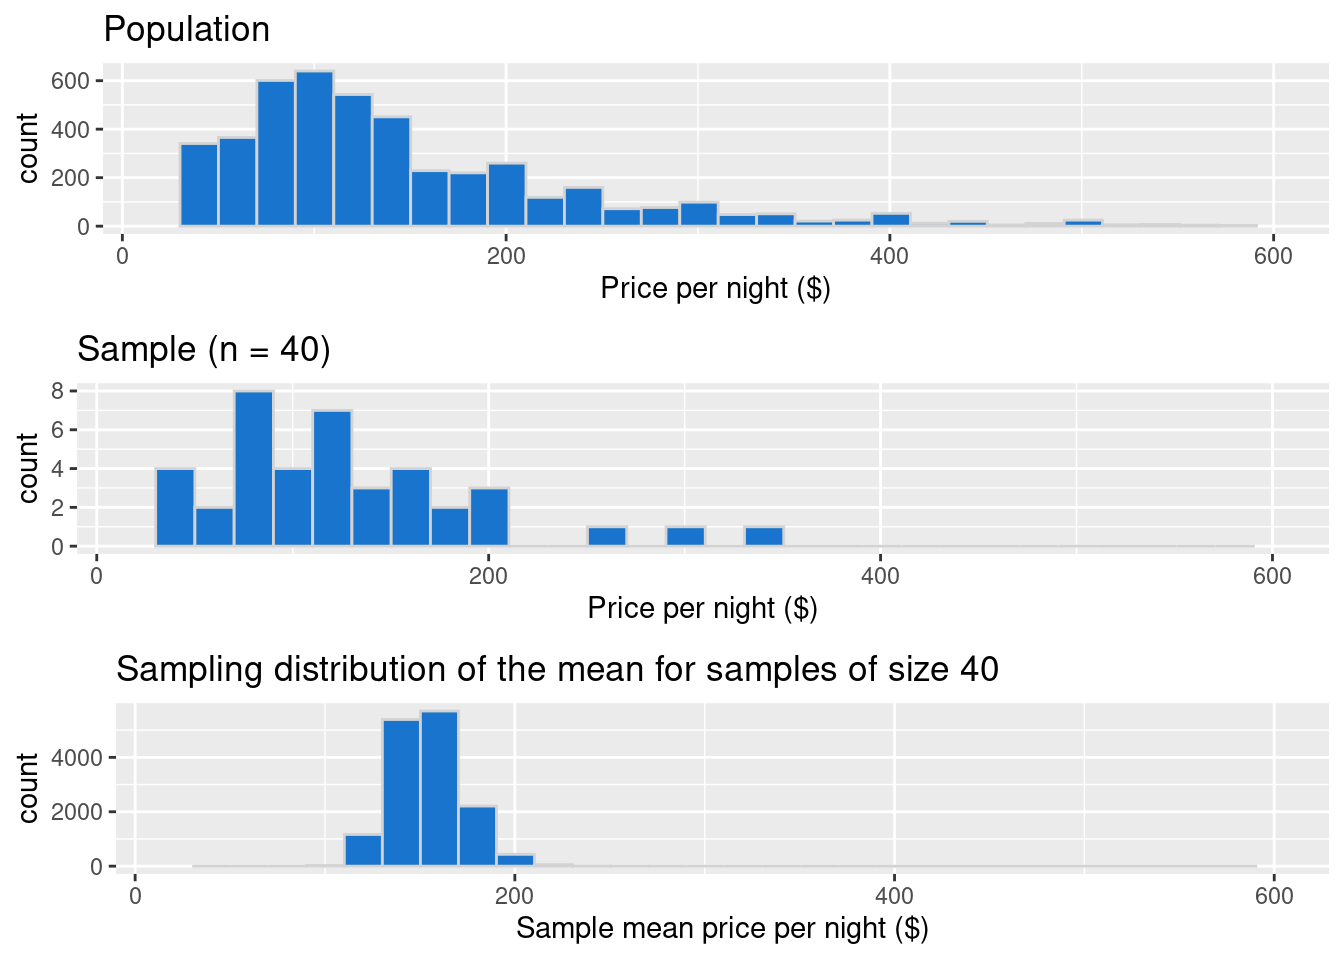 Population
count
600
400
200
0
0 200 400 600
Price per night ($)
Sample (n = 40)
count
8
6
4
2
0
0 200 400 600
Price per night ($)
Sampling distribution of the mean for samples of size 40
count
4000
2000
0
0 200 400 600
Sample mean price per night ($)